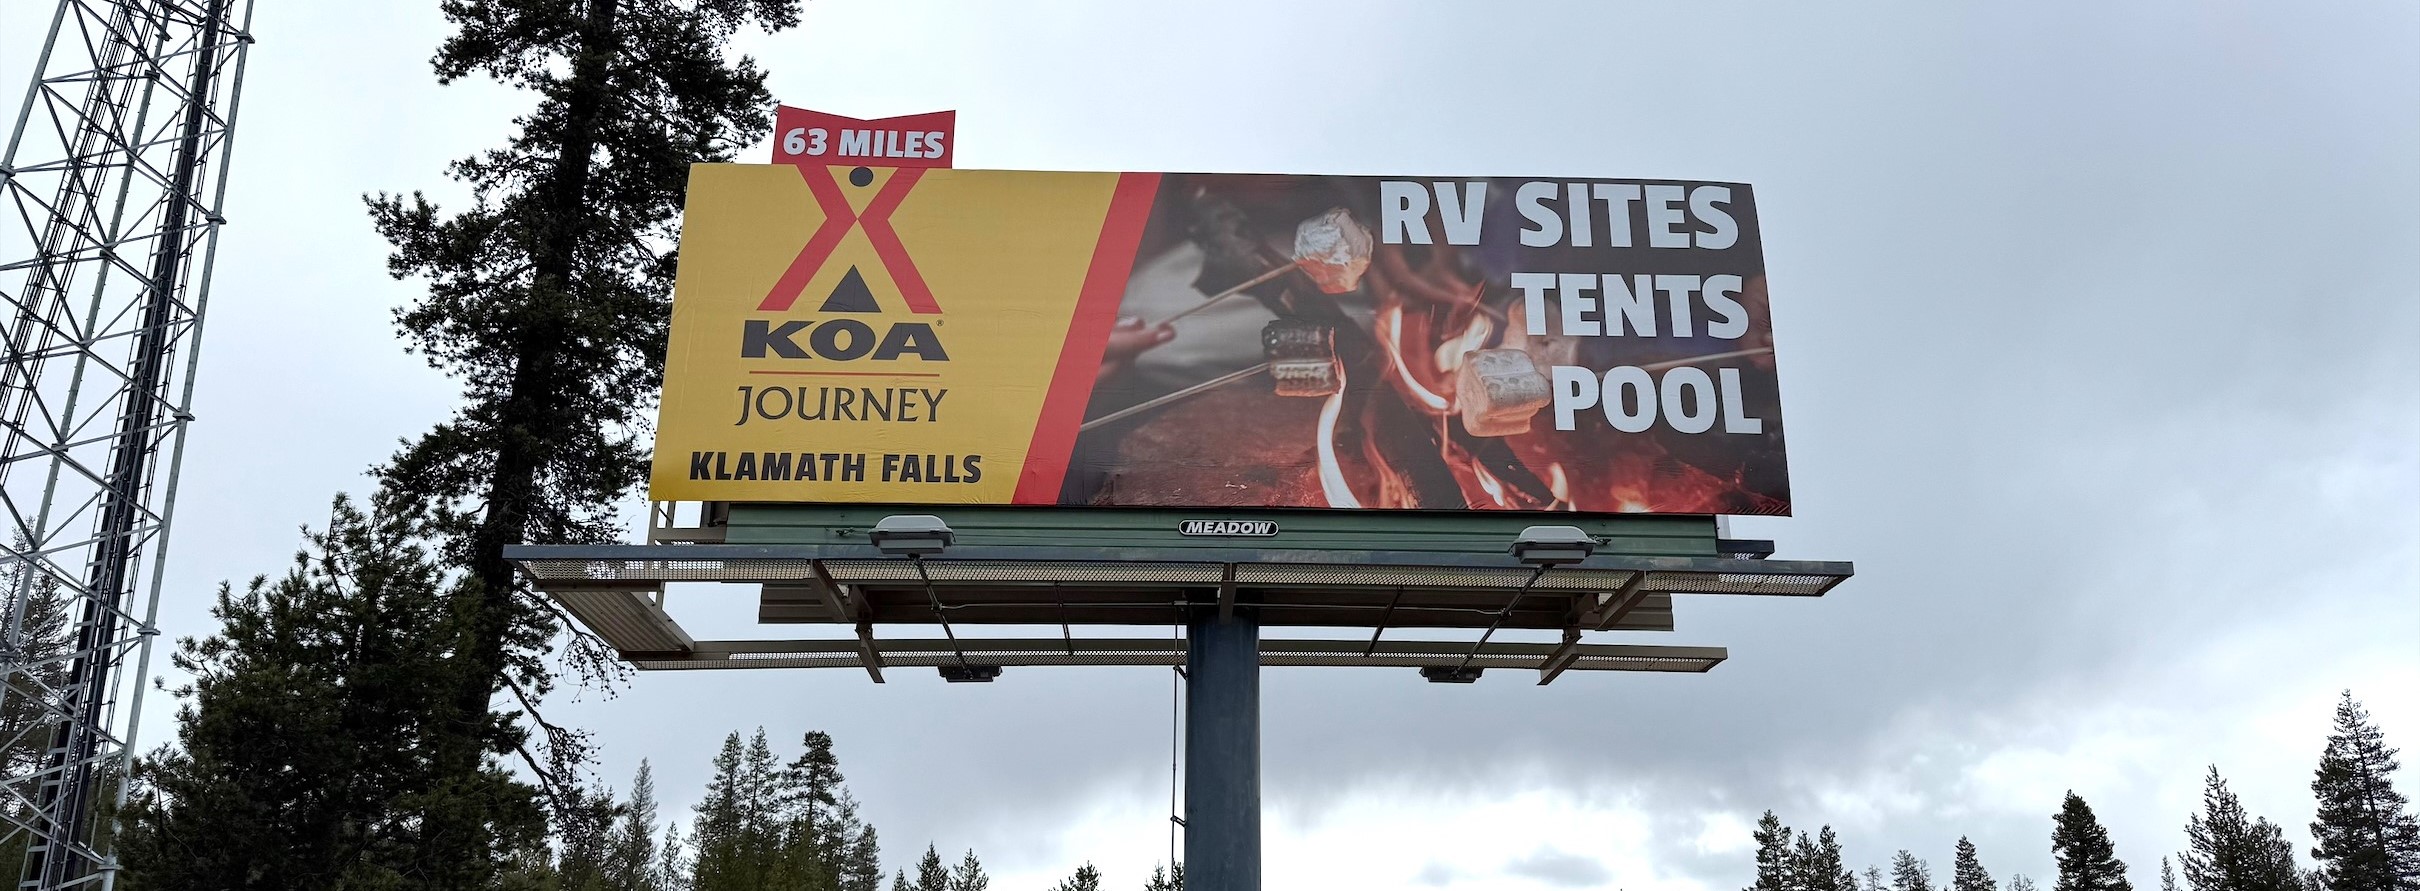 63 MILES
KOA®
JOURNEY
KLAMATH FALLS
RV SITES
TENTS
POOL
MEADOW